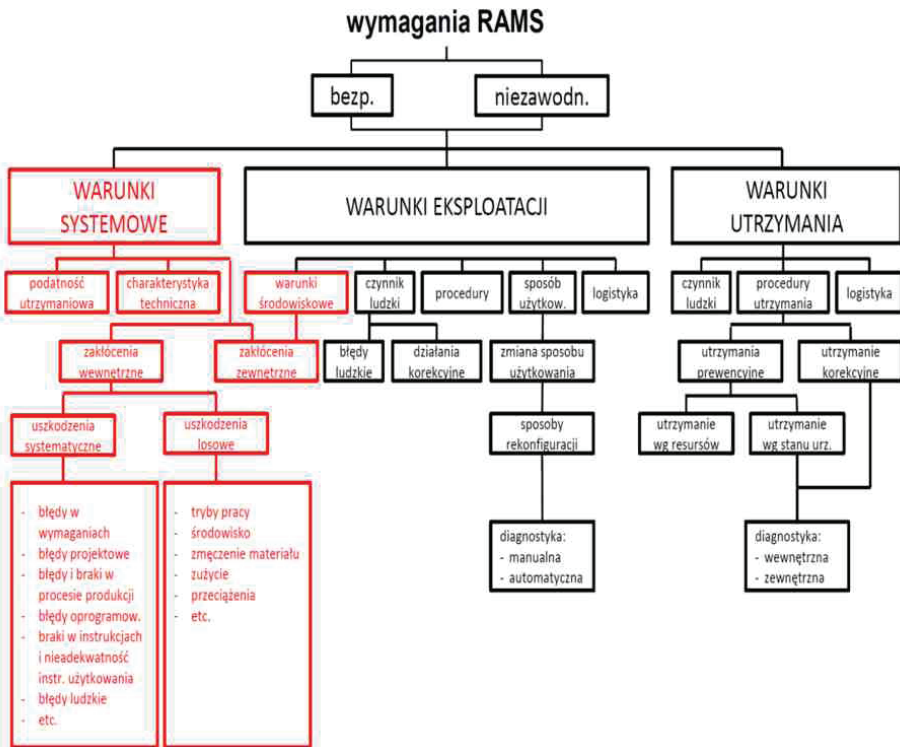 wymagania RAMS
bezp.
niezawodn.
WARUNKI
SYSTEMOWE
WARUNKI EKSPLOATACJI
WARUNKI
UTRZYMANIA
podatność
utrzymaniowa
charakterystyka
techniczna
warunki
środowiskowe
czynnik
ludzki
procedury
sposób
użytkow.
logistyka
czynnik
ludzki
procedury
utrzymania
logistyka
zakłócenia
wewnętrzne
zakłócenia
zewnętrzne
błędy
ludzkie
działania
korekcyjne
zmiana sposobu
użytkowania
utrzymania
prewencyjne
utrzymanie
korekcyjne
uszkodzenia
systematyczne
uszkodzenia
losowe
sposoby
rekonfiguracji
utrzymanie
wg resursów
utrzymanie
wg stanu urz.
- błędy w
wymaganiach
- błędy projektowe
- błędy i braki w
procesie produkcji
- błędy oprogramow.
- braki w instrukcjach
i nieadekwatność
instr. użytkowania
- błędy ludzkie
- etc.
- tryby pracy
- środowisko
- zmęczenie materiału
- zużycie
- przeciążenia
- etc.
diagnostyka:
- manualna
- automatyczna
diagnostyka:
- wewnętrzna
- zewnętrzna